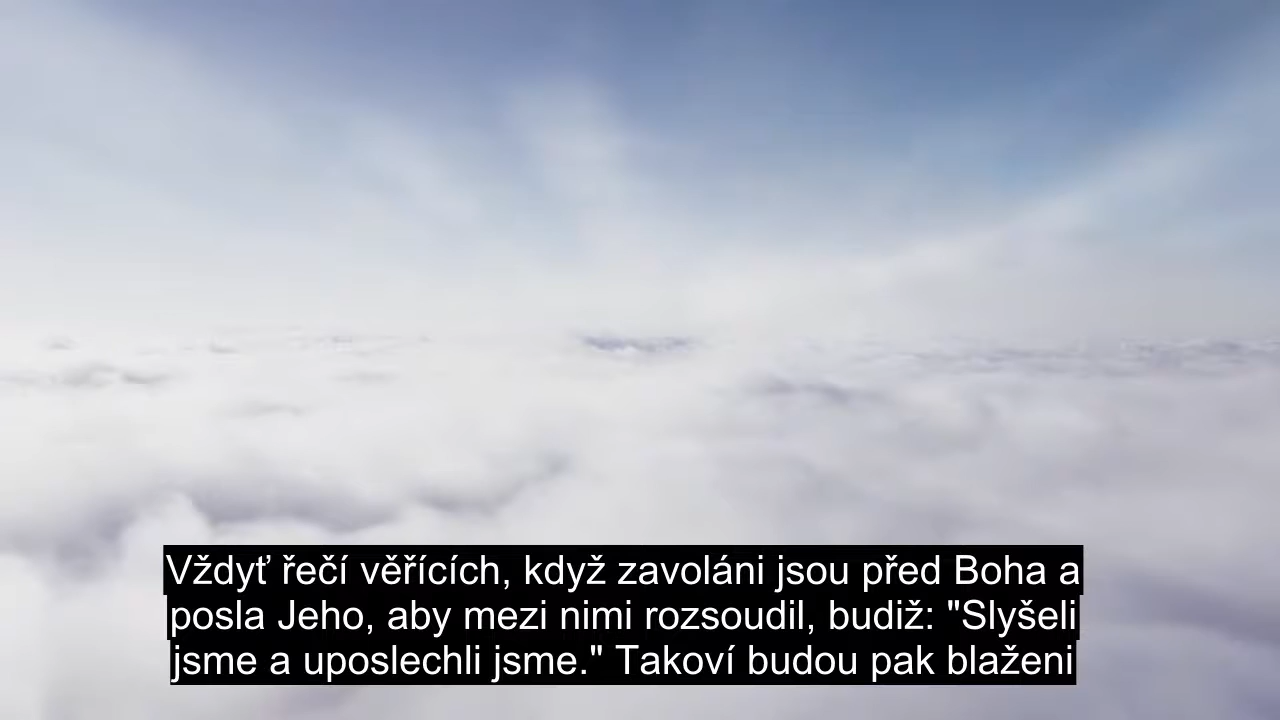 Vždyť řečí věřících, když zavoláni jsou před Boha a
posla Jeho, aby mezi nimi rozsoudil, budiž: "Slyšeli
jsme a uposlechli jsme." Takoví budou pak blaženi